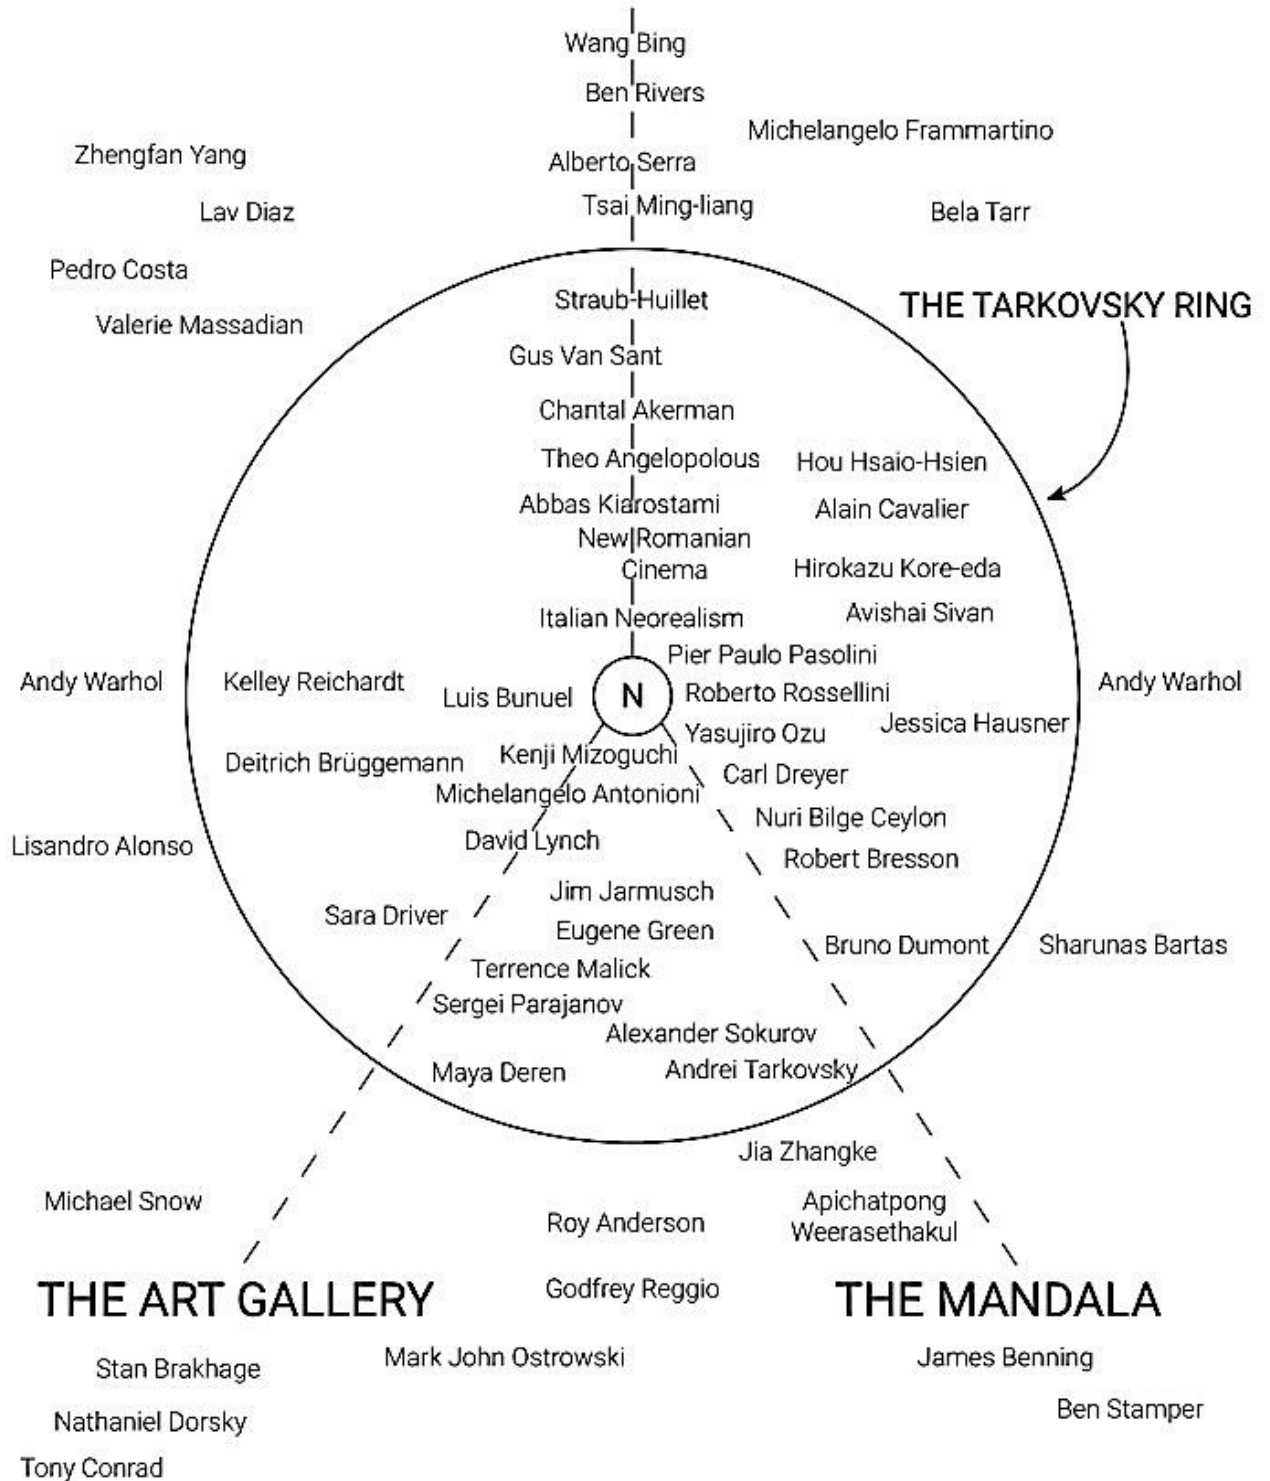 Wang Bing
Ben Rivers
Michelangelo Frammartino
Zhengfan Yang
Alberto Serra
Lav Diaz
Tsai Ming-liang
Bela Tarr
Pedro Costa
Straub-Huillet
THE TARKOVSKY RING
Valerie Massadian
Gus Van Sant
Chantal Akerman
Theo Angelopolous
Hou Hsaio-Hsien
Abbas Kiarostami
Alain Cavalier
New Romanian
Cinema
Hirokazu Kore-eda
Italian Neorealism
Avishai Sivan
Pier Paulo Pasolini
Andy Warhol
Kelley Reichardt
Luis Bunuel
N
Roberto Rossellini
Andy Warhol
Jessica Hausner
Yasujiro Ozu
Deitrich Brüggemann
Kenji Mizoguchi
Carl Dreyer
Michelangelo Antonioni
Nuri Bilge Ceylon
Lisandro Alonso
David Lynch
Robert Bresson
Jim Jarmusch
Sara Driver
Eugene Green
Bruno Dumont
Sharunas Bartas
Terrence Malick
Sergei Parajanov
Alexander Sokurov
Maya Deren
Andrei Tarkovsky
Jia Zhangke
Michael Snow
Roy Anderson
Apichatpong
Weerasethakul
Godfrey Reggio
THE ART GALLERY
THE MANDALA
Stan Brakhage
Mark John Ostrowski
James Benning
Nathaniel Dorsky
Ben Stamper
Tony Conrad